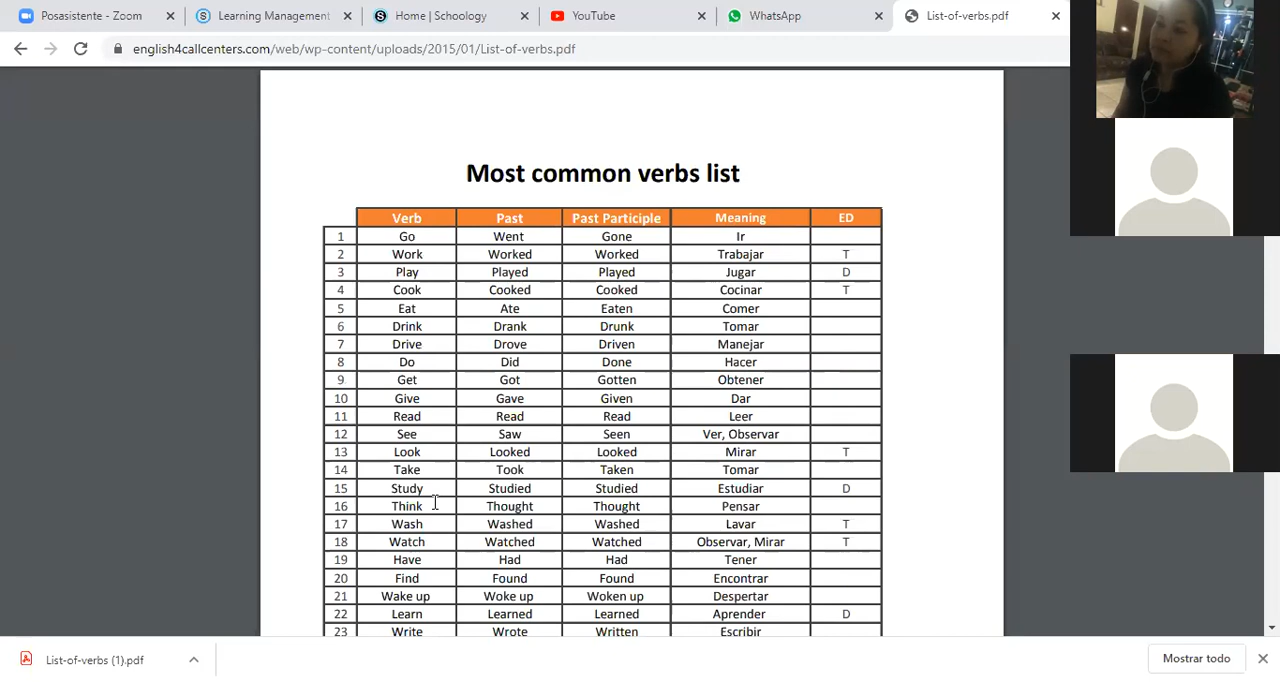 Posasistente - Zoom
Learning Management
Home | Schoology
YouTube
WhatsApp
List-of-verbs.pdf
english4callcenters.com/web/wp-content/uploads/2015/01/List-of-verbs.pdf
Most common verbs list
Verb Past Past Participle Meaning ED
1 Go Went Gone Ir
2 Work Worked Worked Trabajar T
3 Play Played Played Jugar D
4 Cook Cooked Cooked Cocinar T
5 Eat Ate Eaten Comer
6 Drink Drank Drunk Tomar
7 Drive Drove Driven Manejar
8 Do Did Done Hacer
9 Get Got Gotten Obtener
10 Give Gave Given Dar
11 Read Read Read Leer
12 See Saw Seen Ver, Observar
13 Look Looked Looked Mirar T
14 Take Took Taken Tomar
15 Study Studied Studied Estudiar D
16 Think Thought Thought Pensar
17 Wash Washed Washed Lavar T
18 Watch Watched Watched Observar, Mirar T
19 Have Had Had Tener
20 Find Found Found Encontrar
21 Wake up Woke up Woken up Despertar
22 Learn Learned Learned Aprender D
23 Write Wrote Written Escribir
List-of-verbs (1).pdf
Mostrar todo